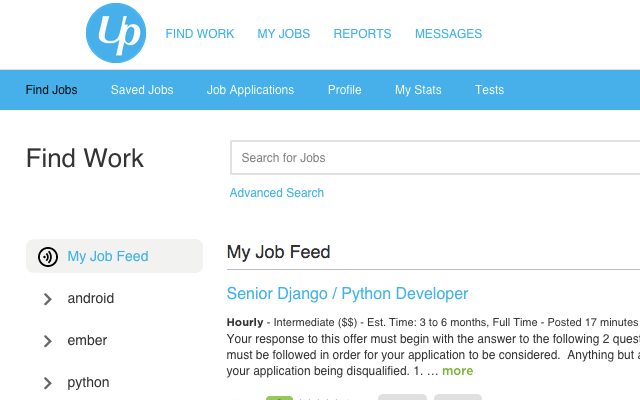 Up FIND WORK MY JOBS REPORTS MESSAGES
Find Jobs Saved Jobs Job Applications Profile My Stats Tests
Find Work
Search for Jobs
Advanced Search
My Job Feed
android
ember
python
My Job Feed
Senior Django / Python Developer
Hourly - Intermediate ($$) - Est. Time: 3 to 6 months, Full Time - Posted 17 minutes
Your response to this offer must begin with the answer to the following 2
must be followed in order for your application to be considered. Anything but
your application being disqualified. 1. … more